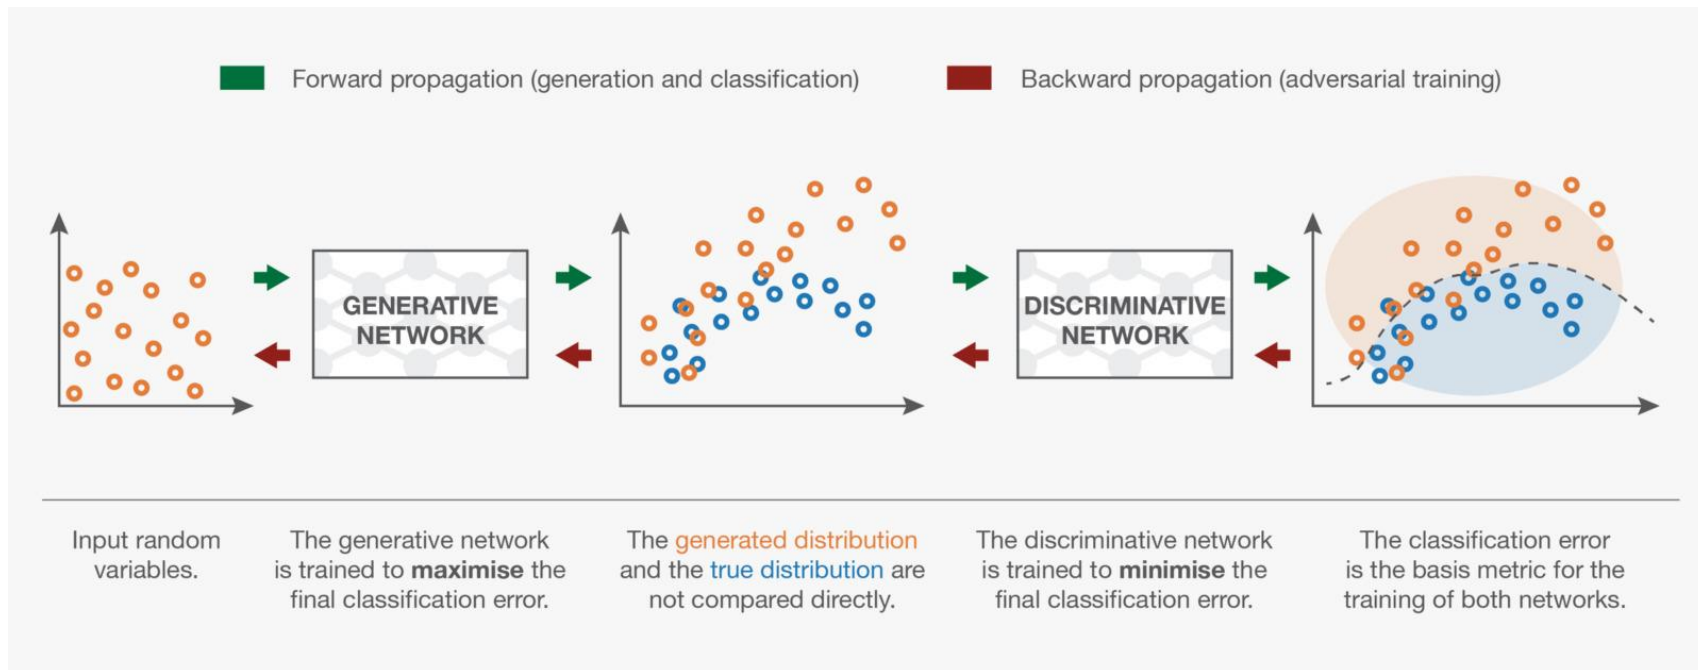 Forward propagation (generation and classification)
Backward propagation (adversarial training)
GENERATIVE
NETWORK
DISCRIMINATIVE
NETWORK
Input random
variables.
The generative network
is trained to maximise the
final classification error.
The generated distribution
and the true distribution are
not compared directly.
The discriminative network
is trained to minimise the
final classification error.
The classification error
is the basis metric for the
training of both networks.